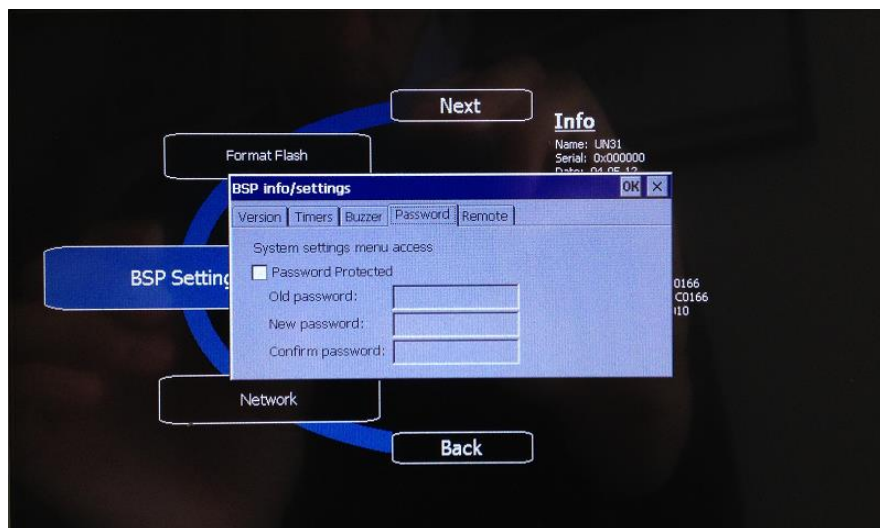 Next
Info
Name: UN31
Serial: 0x000000
Format Flash
BSP info/settings
OK
Version Timers Buzzer Password Remote
System settings menu access
Password Protected
Old password:
New password:
Confirm password:
BSP Setting
0166
C0166
Network
Back